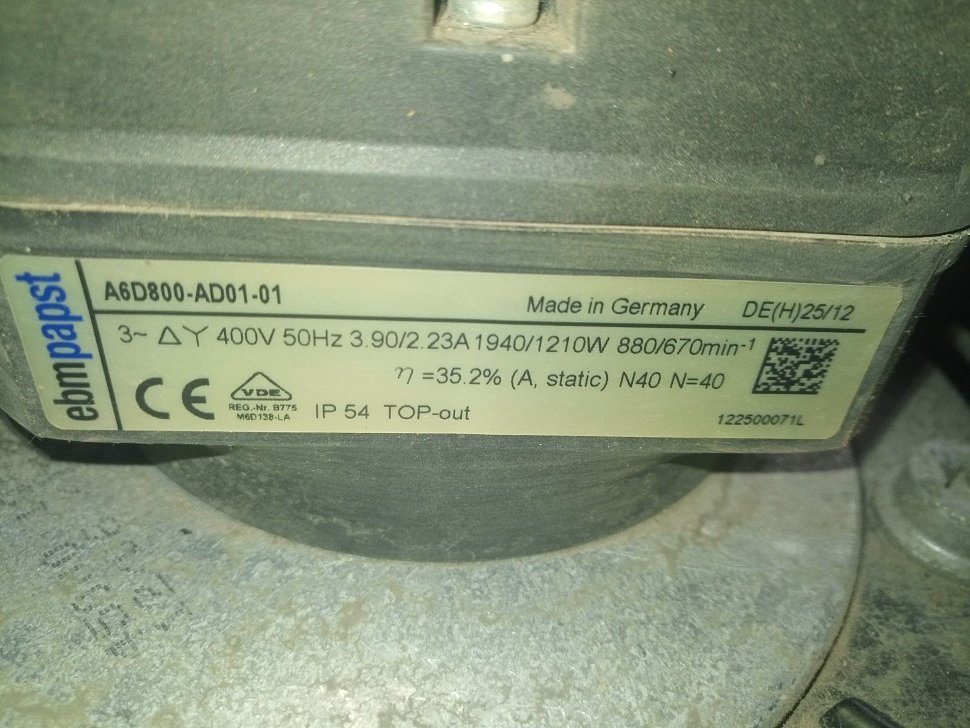 ebmpapst
A6D800-AD01-01
Made in Germany DE(H)25/12
3~ Δ Y 400V 50Hz 3.90/2.23A 1940/1210W 880/670min-1
η =35.2% (A, static) N40 N=40
CE
VDE
REG.-Nr. B775
M6D138-LA
IP 54 TOP-out
122500071L